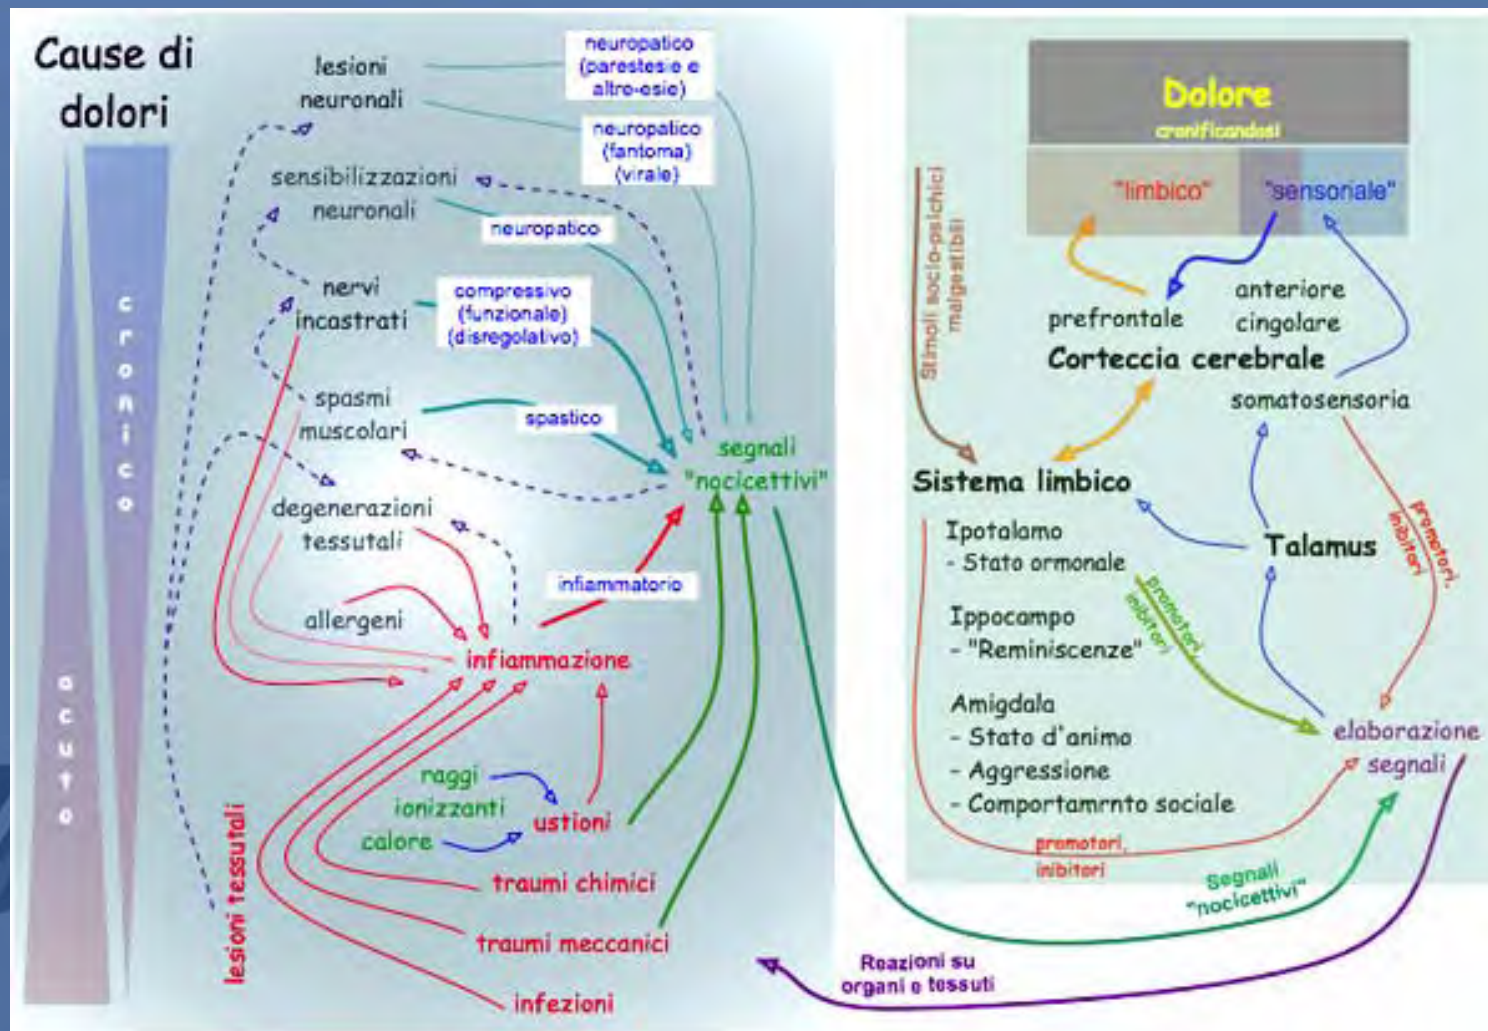 Cause di
dolori
cronico
acuto
lesioni
neuronali
neuropatico
(parestesie e
altro-esie)
neuropatico
(fantoma)
(virale)
sensibilizzazioni
neuronali
neuropatico
nervi
incastrati
compressivo
(funzionale)
(disregolativo)
spasmi
muscolari
spastico
segnali
"nocicettivi"
degenerazioni
tessutali
infiammatorio
allergeni
infiammazione
raggi
ionizzanti
calore
ustioni
lesioni tessutali
traumi chimici
traumi meccanici
infezioni
Dolore
cronificandosi
"limbico"
"sensoriale"
Stimoli socio-psichici
malgestibili
prefrontale
anteriore
cingolare
Corteccia cerebrale
somatosensoria
Sistema limbico
Ipotalamo
- Stato ormonale
Talamus
promotori,
inibitori
promotori,
inibitori
Ippocampo
- "Reminiscenze"
Amigdala
- Stato d'animo
- Aggressione
- Comportamrnto sociale
elaborazione
segnali
promotori,
inibitori
Segnali
"nocicettivi"
Reazioni su
organi e tessuti